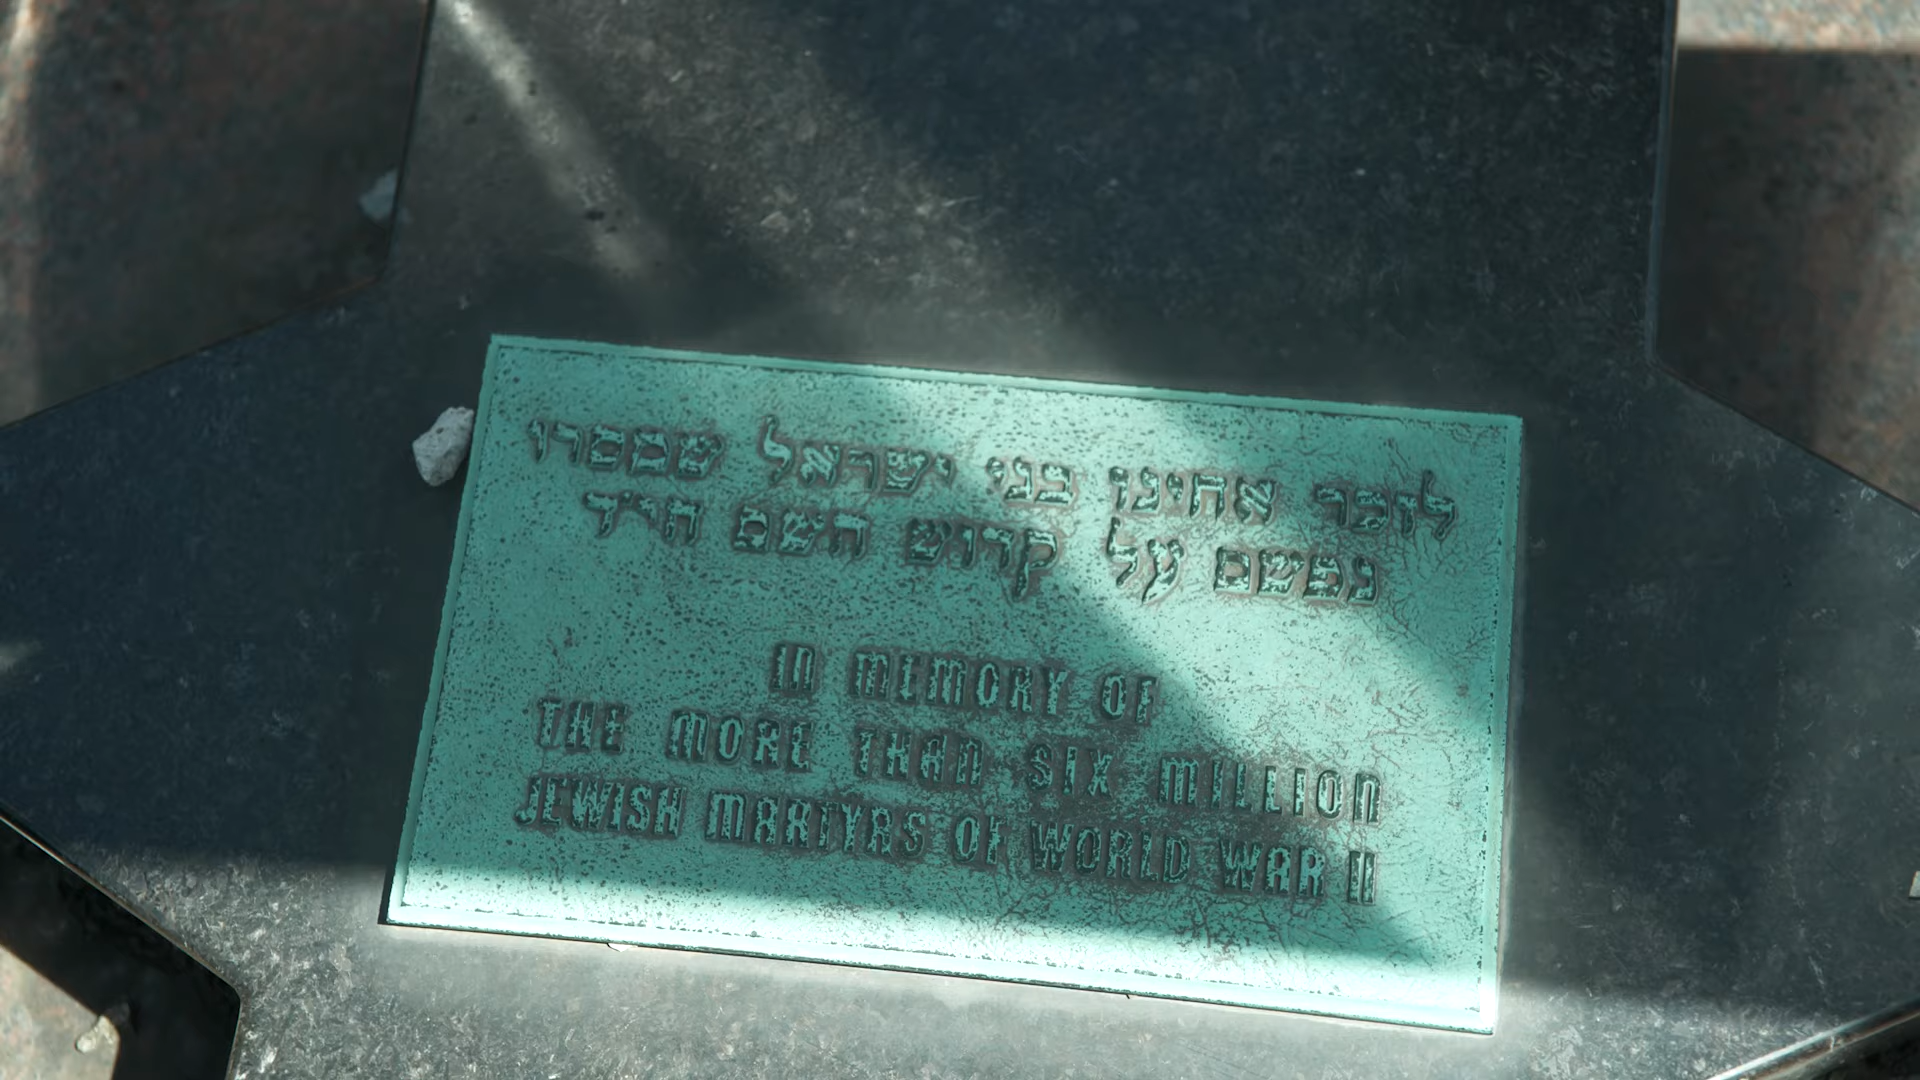 לזכר אחינו בני ישראל שמסרו
נפשם על קדוש השם הי״ד
IN MEMORY OF
THE MORE THAN SIX MILLION
JEWISH MARTYRS OF WORLD WAR II